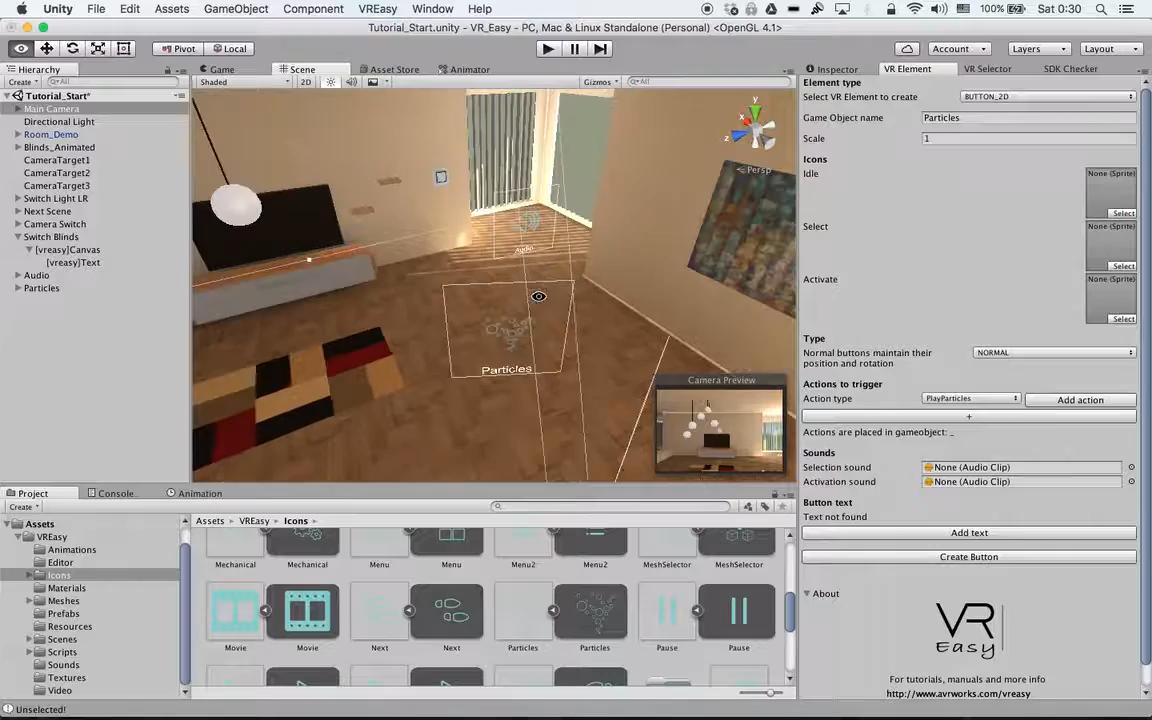 Unity File Edit Assets GameObject Component VREasy Window Help 100% Sat 0:30
Tutorial_Start.unity - VR_Easy - PC, Mac & Linux Standalone (Personal) <OpenGL 4.1>
Pivot Local Account Layers Layout
Hierarchy Game Scene Asset Store Animator Inspector VR Element VR Selector SDK Checker
Create All Shaded 2D Gizmos All
Tutorial_Start*
Main Camera
Directional Light
Room_Demo
Blinds_Animated
CameraTarget1
CameraTarget2
CameraTarget3
Switch Light LR
Next Scene
Camera Switch
Switch Blinds
[vreasy]Canvas
[vreasy]Text
Audio
Particles
y
x
z
Persp
Audio
Particles
Camera Preview
Element type
Select VR Element to create BUTTON_2D
Game Object name Particles
Scale 1
Icons
Idle None (Sprite)
Select
Select None (Sprite)
Select
Activate None (Sprite)
Select
Type
Normal buttons maintain their position and rotation NORMAL
Actions to trigger
Action type PlayParticles Add action
+
Actions are placed in gameobject: _
Sounds
Selection sound None (Audio Clip)
Activation sound None (Audio Clip)
Button text
Text not found
Add text
Create Button
About
VR
Easy
For tutorials, manuals and more info
http://www.avrworks.com/vreasy
Project Console Animation
Create
Assets
VREasy
Animations
Editor
Icons
Materials
Meshes
Prefabs
Resources
Scenes
Scripts
Sounds
Textures
Video
Assets VREasy Icons
Mechanical Mechanical Menu Menu Menu2 Menu2 MeshSelector MeshSelector
Movie Movie Next Next Particles Particles Pause Pause
Unselected!